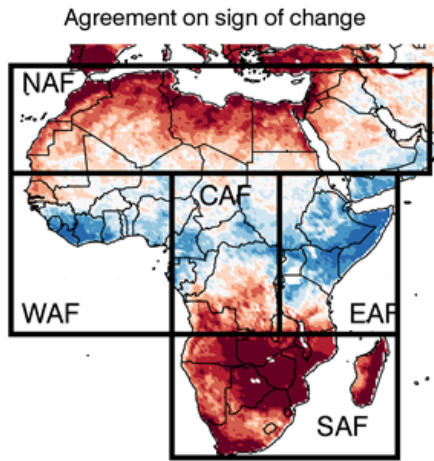 Agreement on sign of change
NAF
CAF
WAF
EAF
SAF